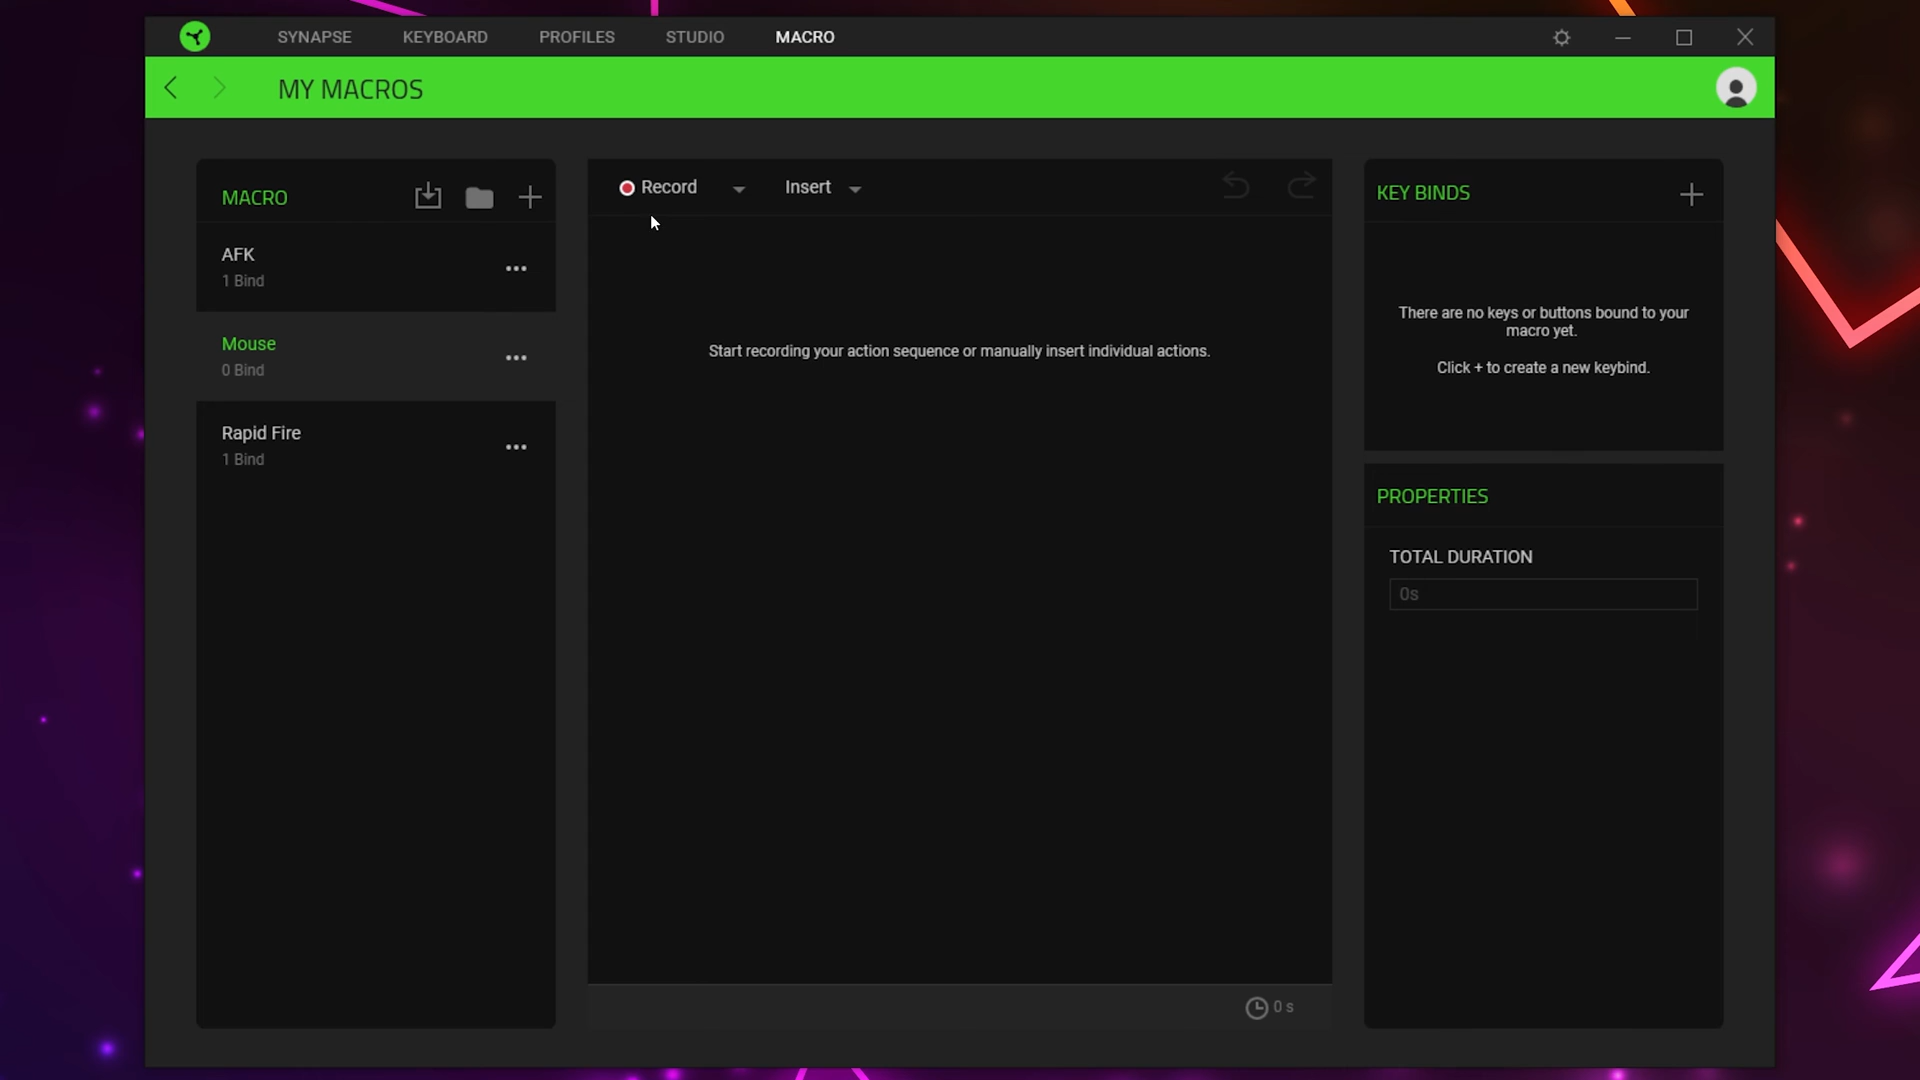 SYNAPSE KEYBOARD PROFILES STUDIO MACRO
MY MACROS
MACRO
AFK
1 Bind
Mouse
0 Bind
Rapid Fire
1 Bind
Record Insert
Start recording your action sequence or manually insert individual actions.
0 s
KEY BINDS
There are no keys or buttons bound to your
macro yet.
Click + to create a new keybind.
PROPERTIES
TOTAL DURATION
0s